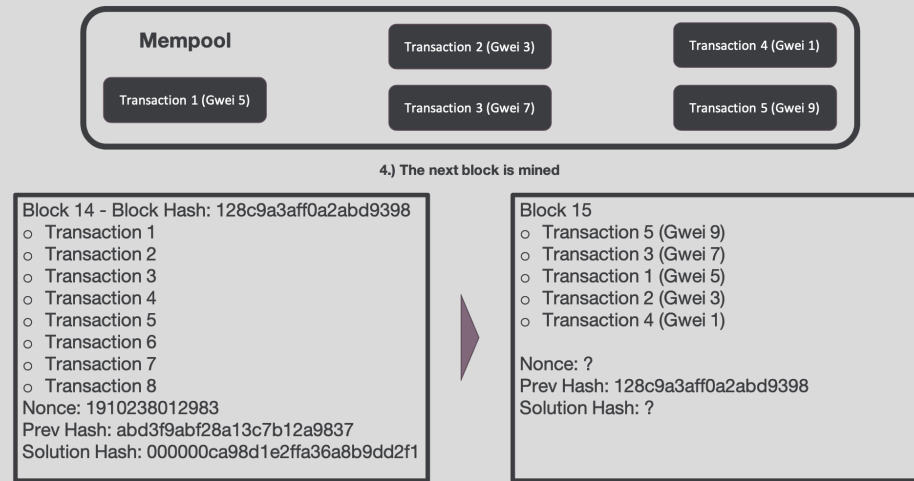 Mempool
Transaction 1 (Gwei 5)
Transaction 2 (Gwei 3)
Transaction 3 (Gwei 7)
Transaction 4 (Gwei 1)
Transaction 5 (Gwei 9)
4.) The next block is mined
Block 14 - Block Hash: 128c9a3aff0a2abd9398
○ Transaction 1
○ Transaction 2
○ Transaction 3
○ Transaction 4
○ Transaction 5
○ Transaction 6
○ Transaction 7
○ Transaction 8
Nonce: 1910238012983
Prev Hash: abd3f9abf28a13c7b12a9837
Solution Hash: 000000ca98d1e2ffa36a8b9dd2f1
Block 15
○ Transaction 5 (Gwei 9)
○ Transaction 3 (Gwei 7)
○ Transaction 1 (Gwei 5)
○ Transaction 2 (Gwei 3)
○ Transaction 4 (Gwei 1)
Nonce: ?
Prev Hash: 128c9a3aff0a2abd9398
Solution Hash: ?